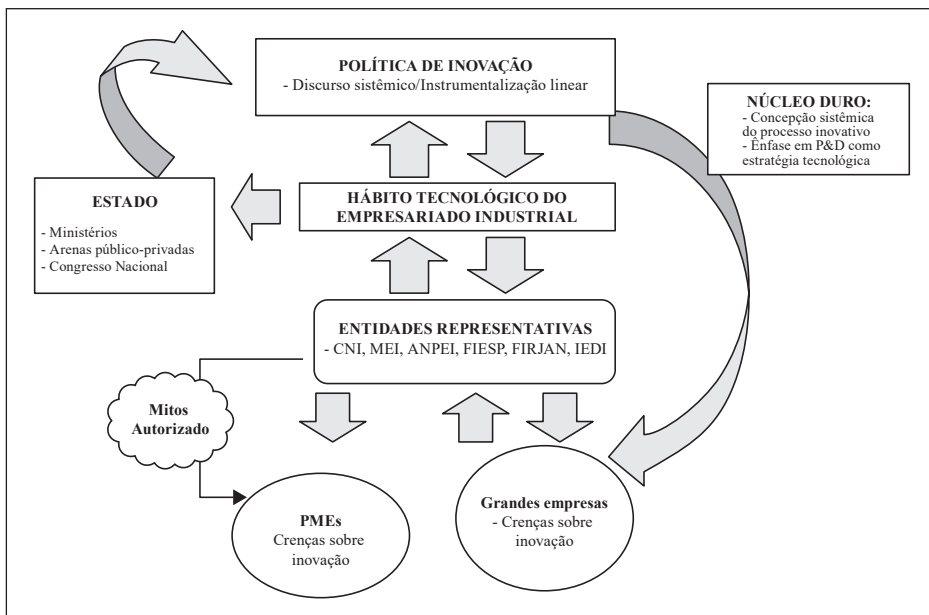 POLÍTICA DE INOVAÇÃO
- Discurso sistêmico/Instrumentalização linear
NÚCLEO DURO:
- Concepção sistêmica
do processo inovativo
- Ênfase em P&D como
estratégia tecnológica
ESTADO
- Ministérios
- Arenas público-privadas
- Congresso Nacional
HÁBITO TECNOLÓGICO DO
EMPRESARIADO INDUSTRIAL
ENTIDADES REPRESENTATIVAS
- CNI, MEI, ANPEI, FIESP, FIRJAN, IEDI
Mitos
Autorizado
PMEs
Crenças sobre
inovação
Grandes empresas
- Crenças sobre
inovação